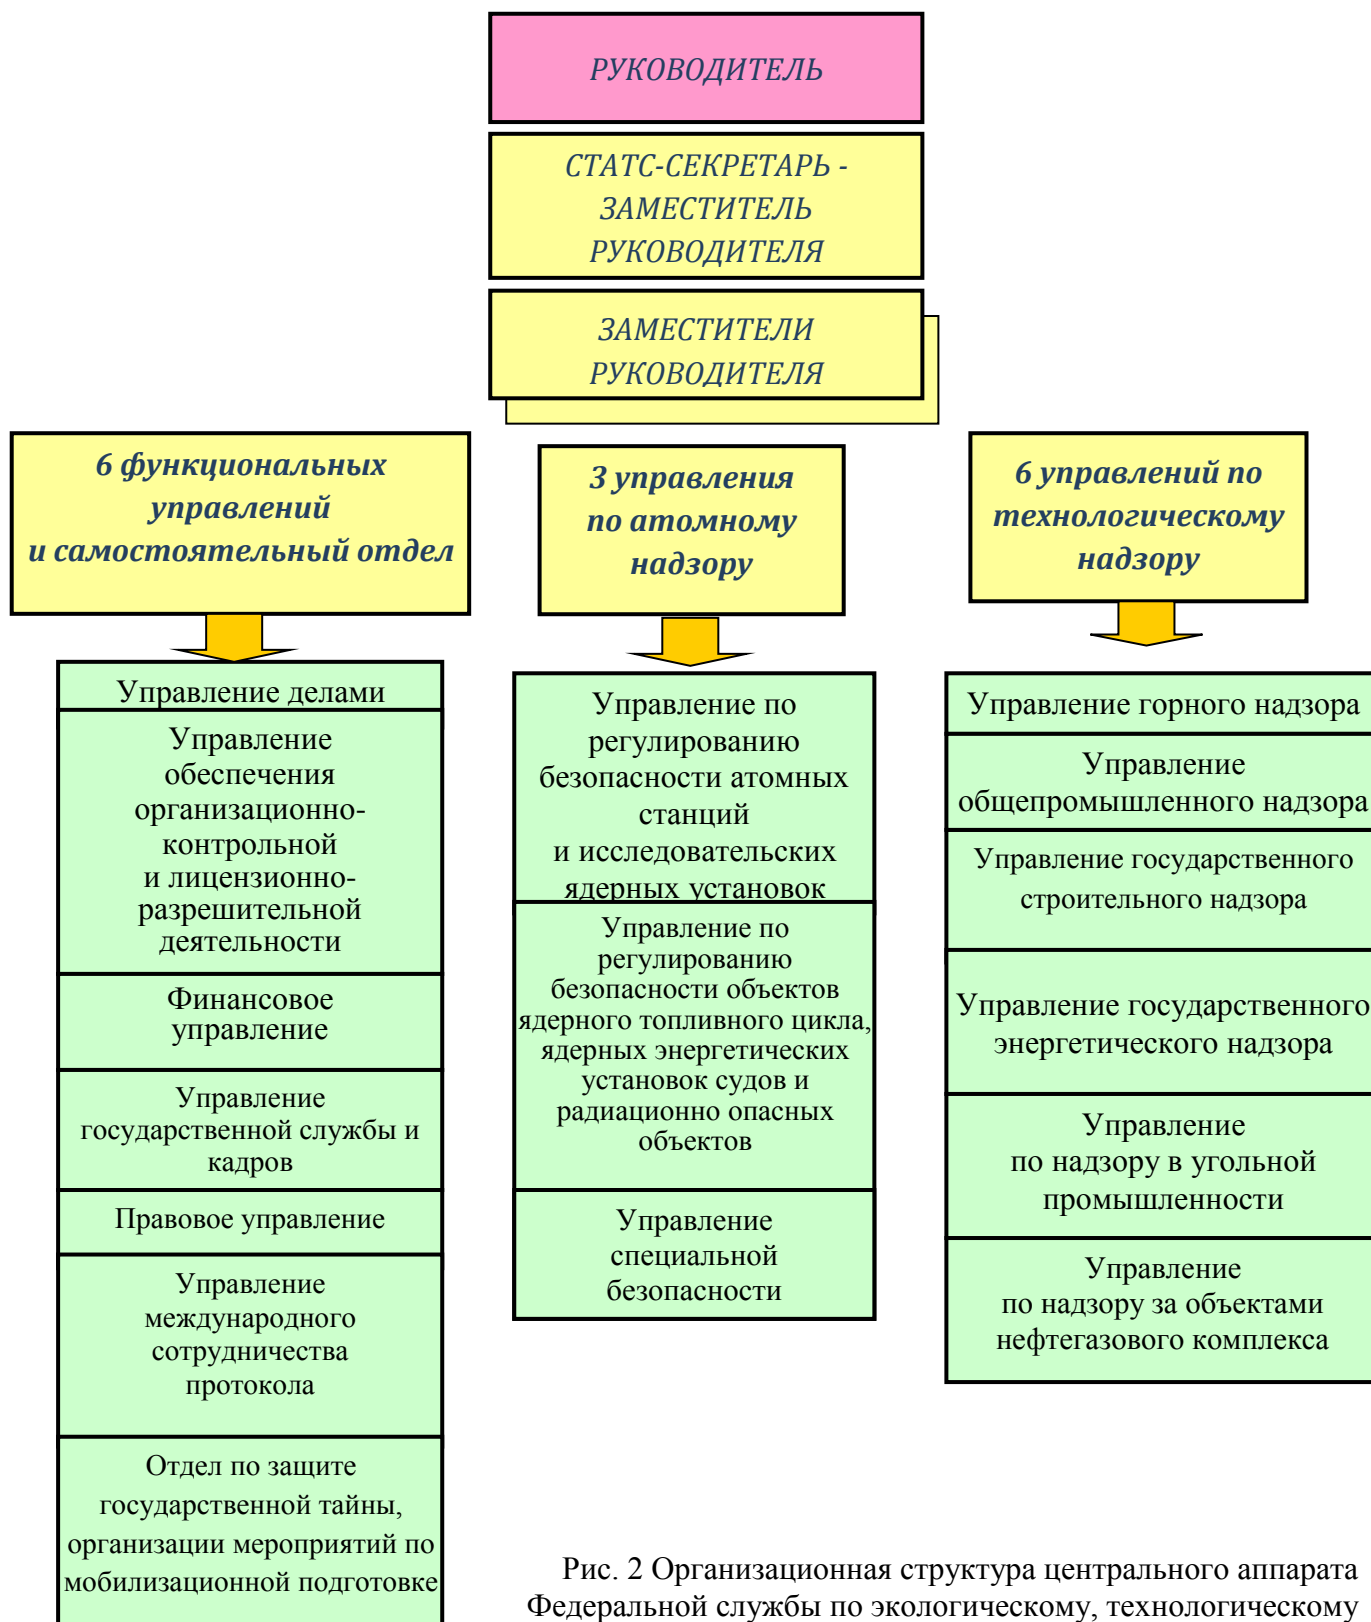 РУКОВОДИТЕЛЬ
СТАТС-СЕКРЕТАРЬ -
ЗАМЕСТИТЕЛЬ
РУКОВОДИТЕЛЯ
ЗАМЕСТИТЕЛИ
РУКОВОДИТЕЛЯ
6 функциональных
управлений
и самостоятельный отдел
Управление делами
Управление
обеспечения
организационно-
контрольной
и лицензионно-
разрешительной
деятельности
Финансовое
управление
Управление
государственной службы и
кадров
Правовое управление
Управление
международного
сотрудничества
протокола
Отдел по защите
государственной тайны,
организации мероприятий по
мобилизационной подготовке
3 управления
по атомному
надзору
Управление по
регулированию
безопасности атомных
станций
и исследовательских
ядерных установок
Управление по
регулированию
безопасности объектов
ядерного топливного цикла,
ядерных энергетических
установок судов и
радиационно опасных
объектов
Управление
специальной
безопасности
6 управлений по
технологическому
надзору
Управление горного надзора
Управление
общепромышленного надзора
Управление государственного
строительного надзора
Управление государственного
энергетического надзора
Управление
по надзору в угольной
промышленности
Управление
по надзору за объектами
нефтегазового комплекса
Рис. 2 Организационная структура центрального аппарата
Федеральной службы по экологическому, технологическому